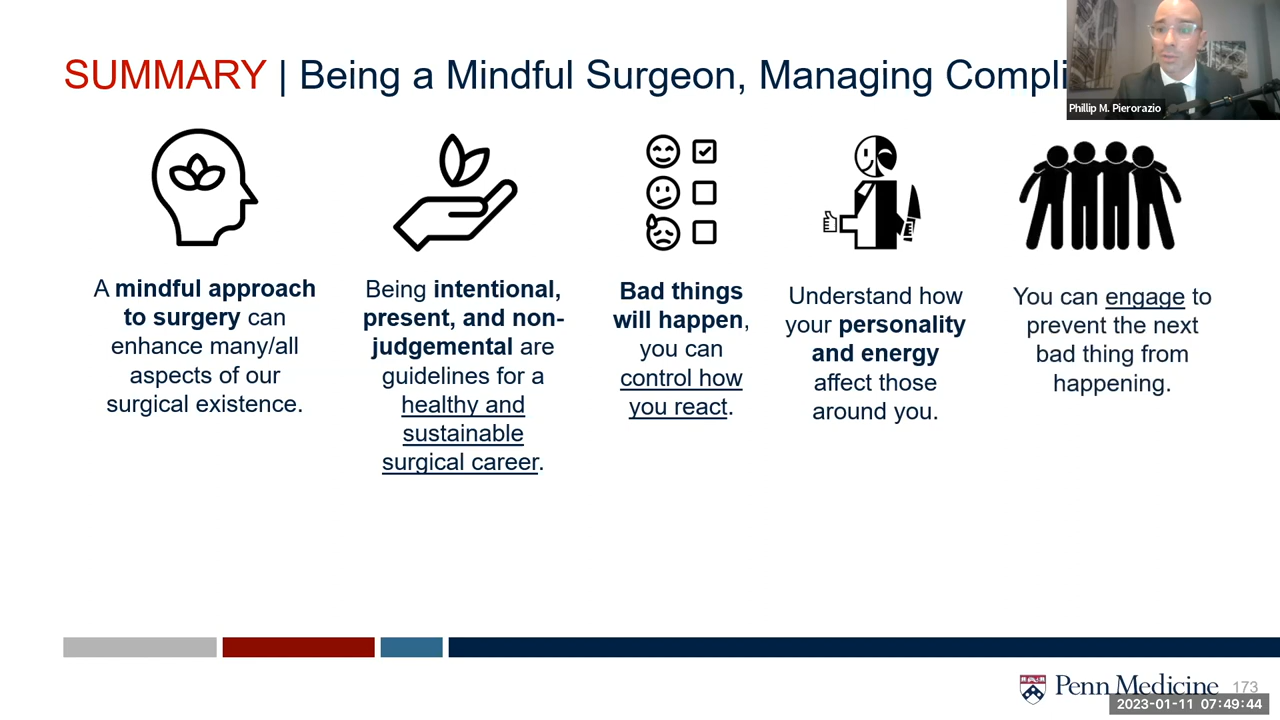 SUMMARY | Being a Mindful Surgeon, Managing Compli
Phillip M. Pierorazio
A mindful approach
to surgery can
enhance many/all
aspects of our
surgical existence.
Being intentional,
present, and non-
judgemental are
guidelines for a
healthy and
sustainable
surgical career.
Bad things
will happen,
you can
control how
you react.
Understand how
your personality
and energy
affect those
around you.
You can engage to
prevent the next
bad thing from
happening.
Penn Medicine 173
2023-01-11 07:49:44